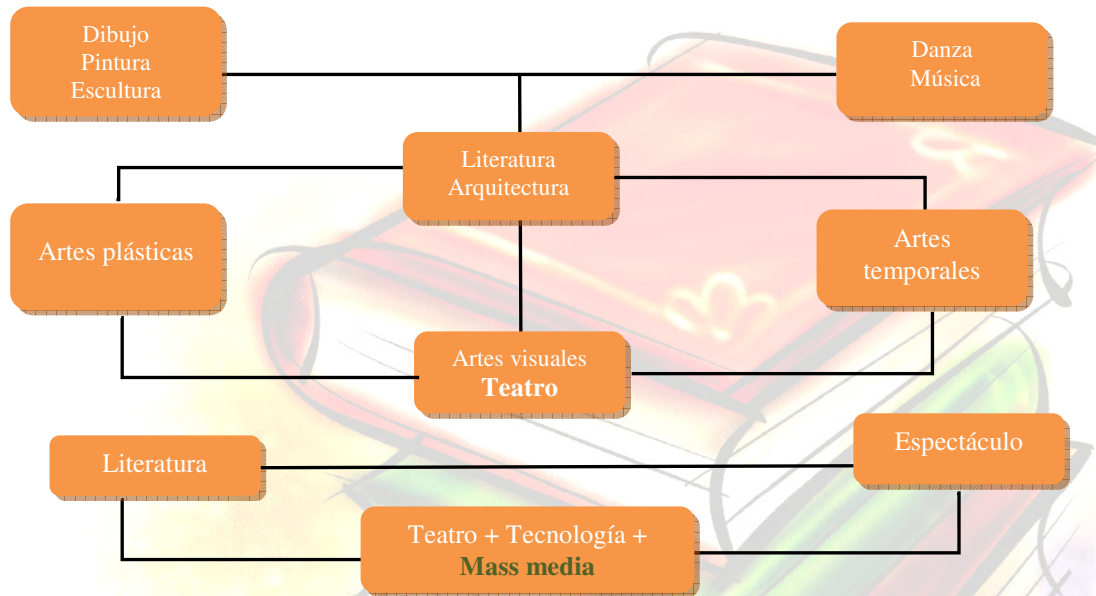 Dibujo
Pintura
Escultura
Danza
Música
Literatura
Arquitectura
Artes plásticas
Artes
temporales
Artes visuales
Teatro
Literatura
Espectáculo
Teatro + Tecnología +
Mass media